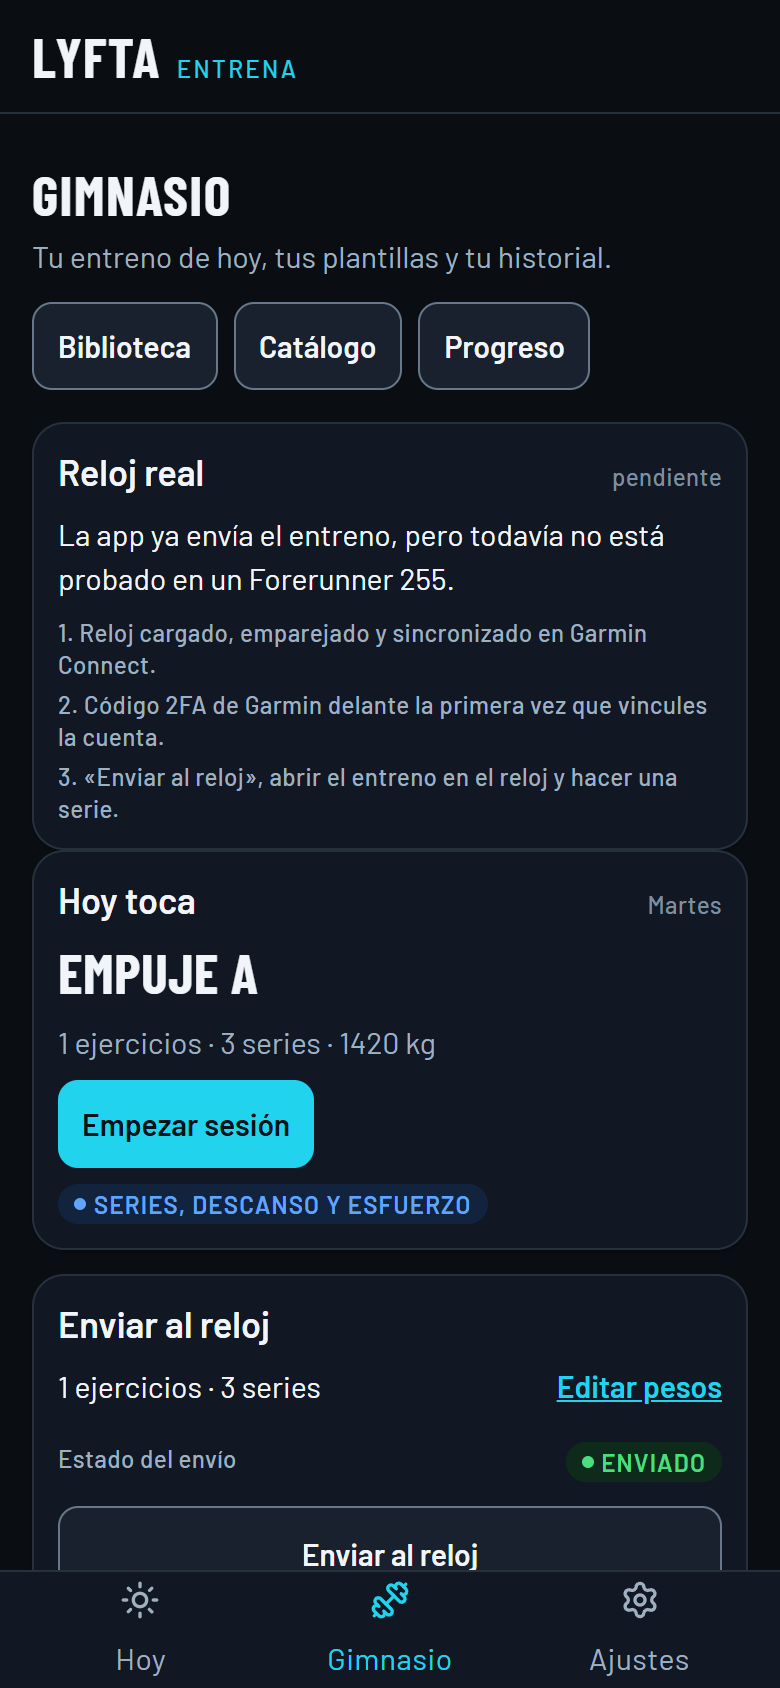 LYFTA ENTRENA
GIMNASIO
Tu entreno de hoy, tus plantillas y tu historial.
Biblioteca Catálogo Progreso
Reloj real pendiente
La app ya envía el entreno, pero todavía no está
probado en un Forerunner 255.
1. Reloj cargado, emparejado y sincronizado en Garmin
Connect.
2. Código 2FA de Garmin delante la primera vez que vincules
la cuenta.
3. «Enviar al reloj», abrir el entreno en el reloj y hacer una
serie.
Hoy toca Martes
EMPUJE A
1 ejercicios · 3 series · 1420 kg
Empezar sesión
SERIES, DESCANSO Y ESFUERZO
Enviar al reloj
1 ejercicios · 3 series Editar pesos
Estado del envío ENVIADO
Enviar al reloj
Hoy Gimnasio Ajustes